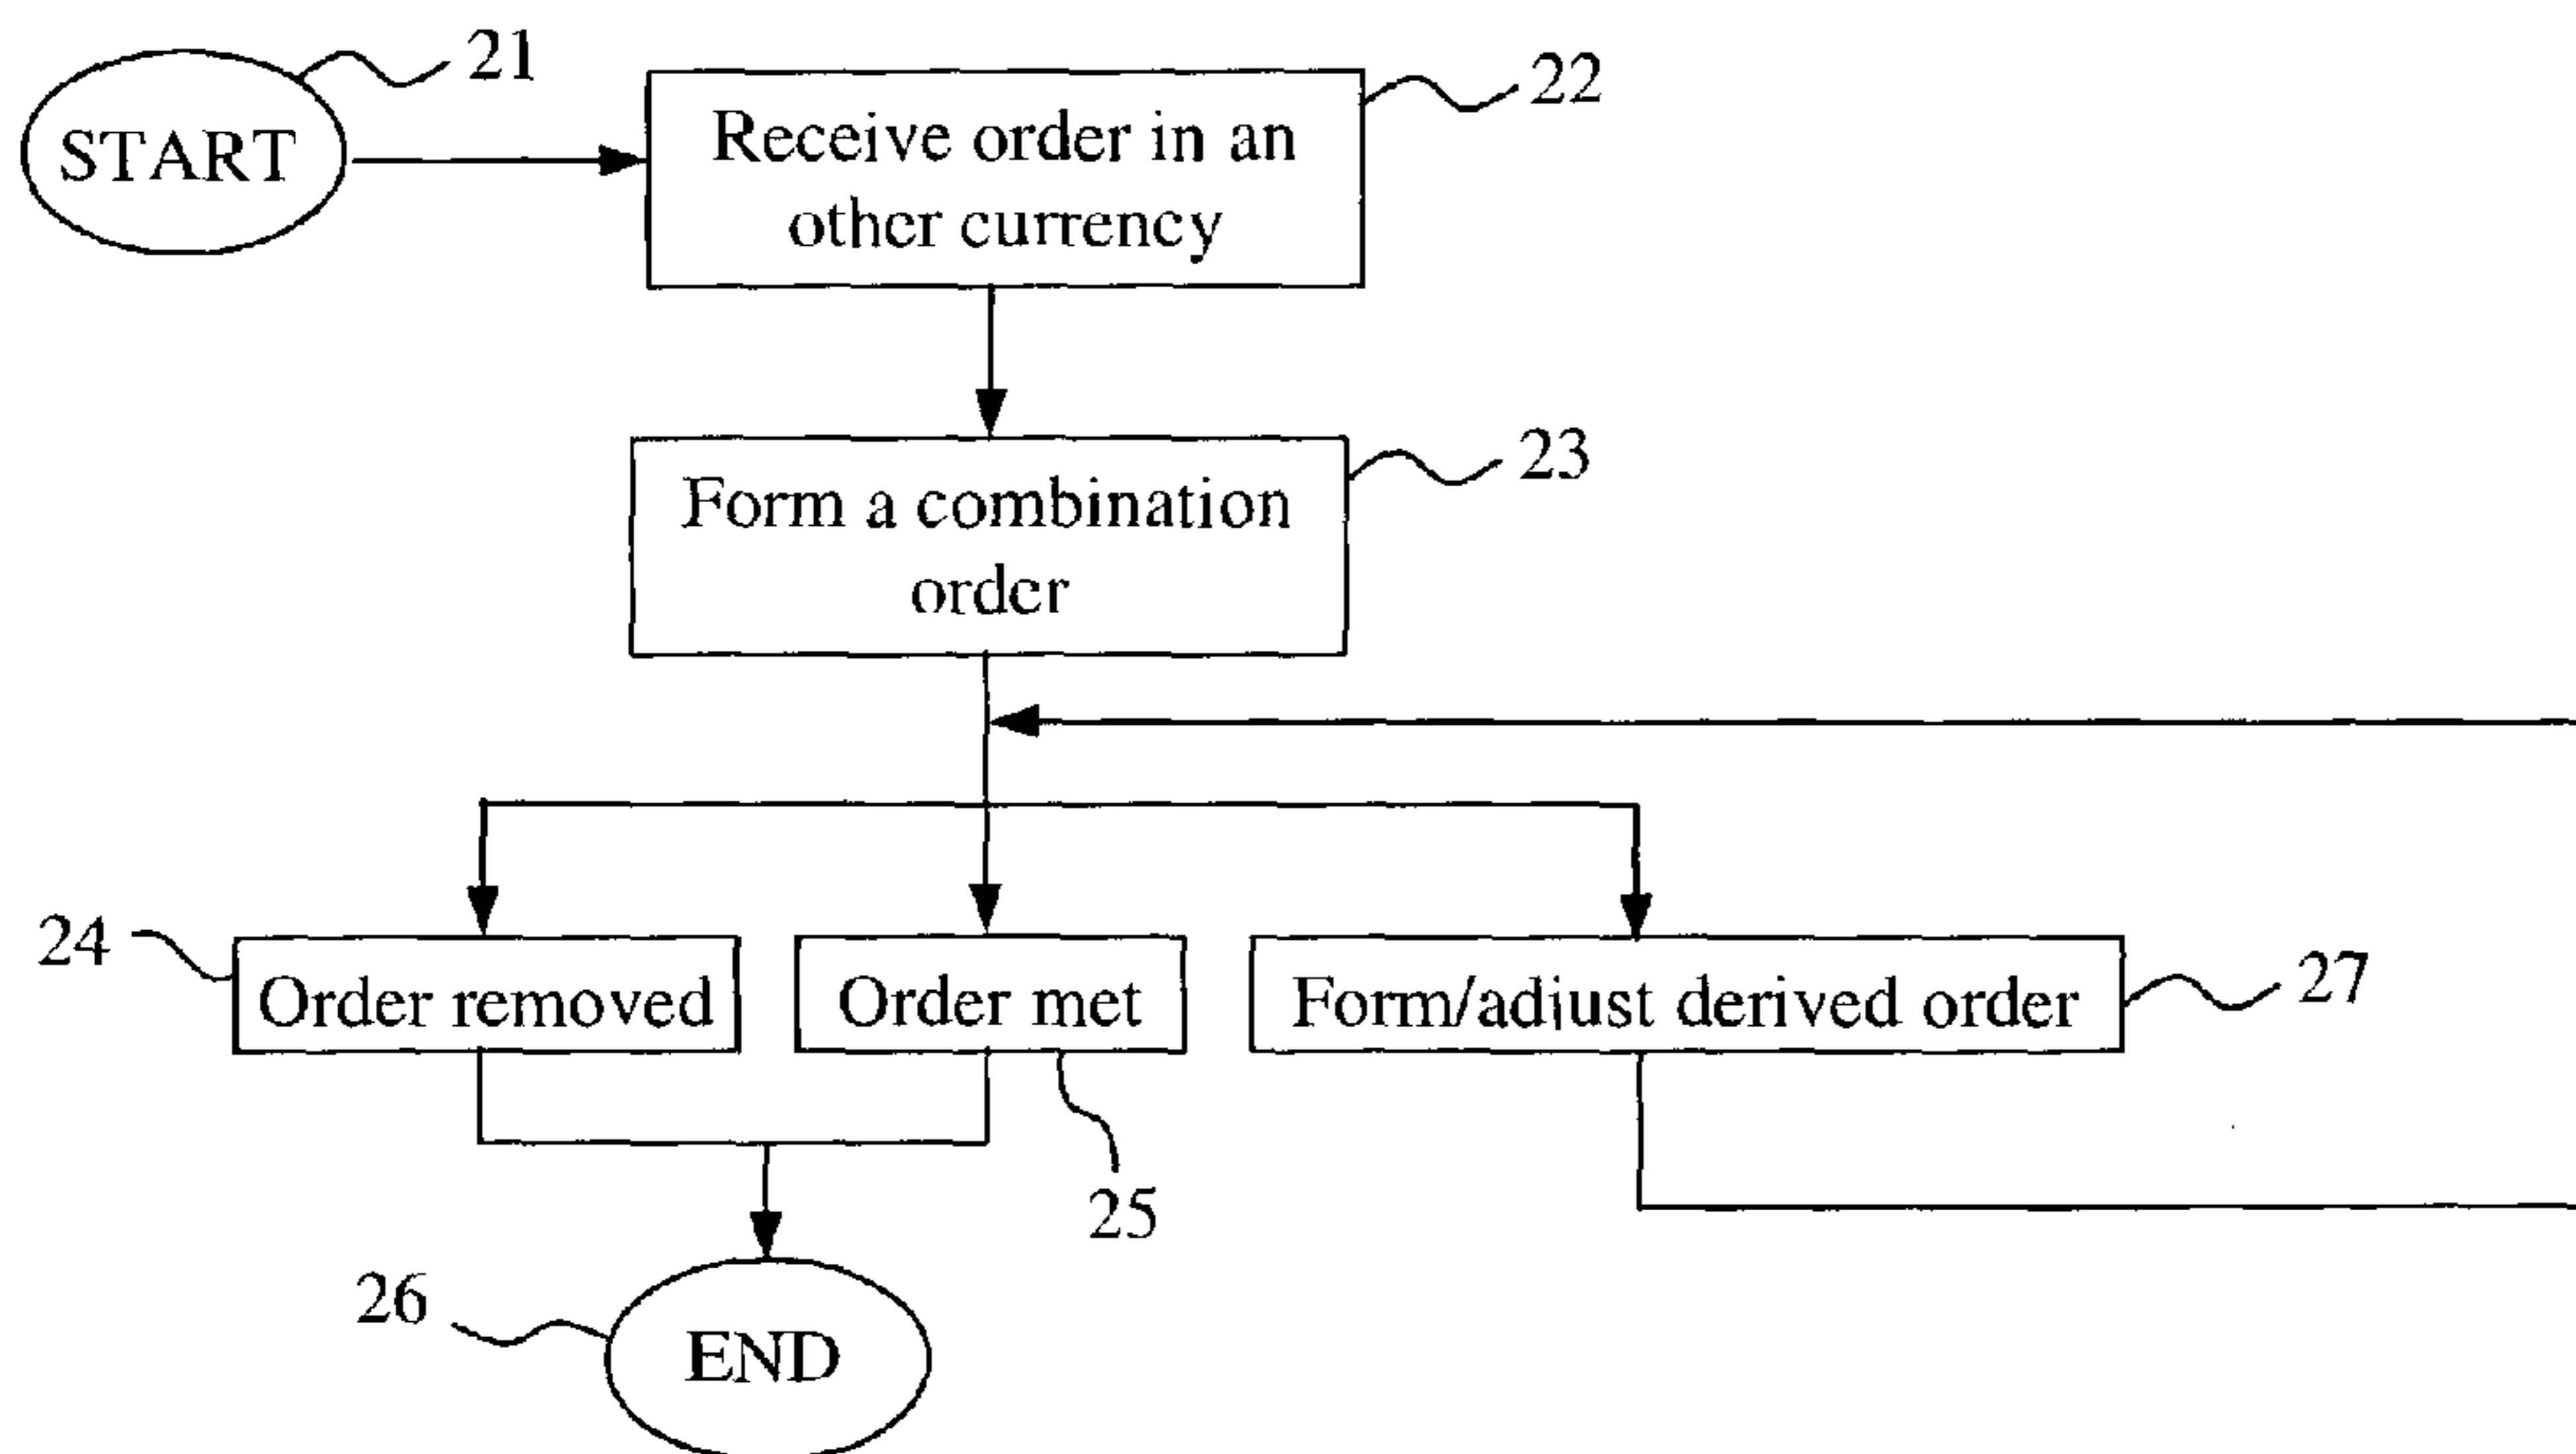 21
START
22
Receive order in an
other currency
23
Form a combination
order
24
Order removed
Order met
Form/adjust derived order
27
25
26
END